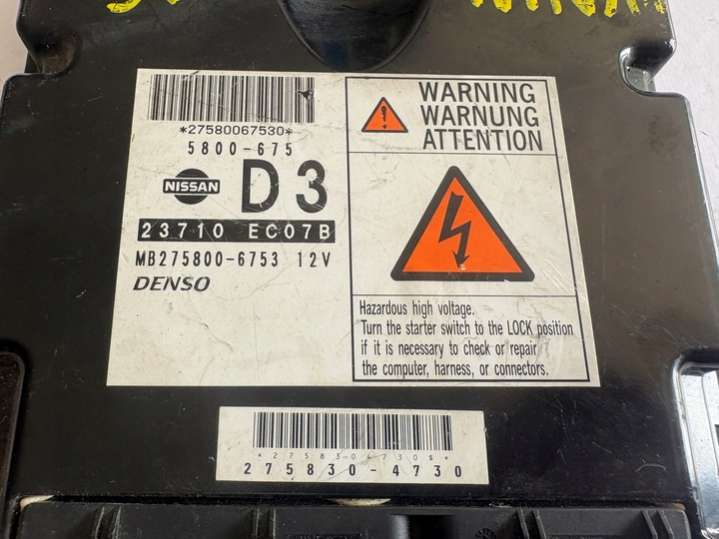 *27580067530*
5800-675
NISSAN
D3
23710 EC07B
MB275800-6753 12V
DENSO
WARNING
WARNUNG
ATTENTION
Hazardous high voltage.
Turn the starter switch to the LOCK position
if it is necessary to check or repair
the computer, harness, or connectors.
*2758304730$*
275830-4730